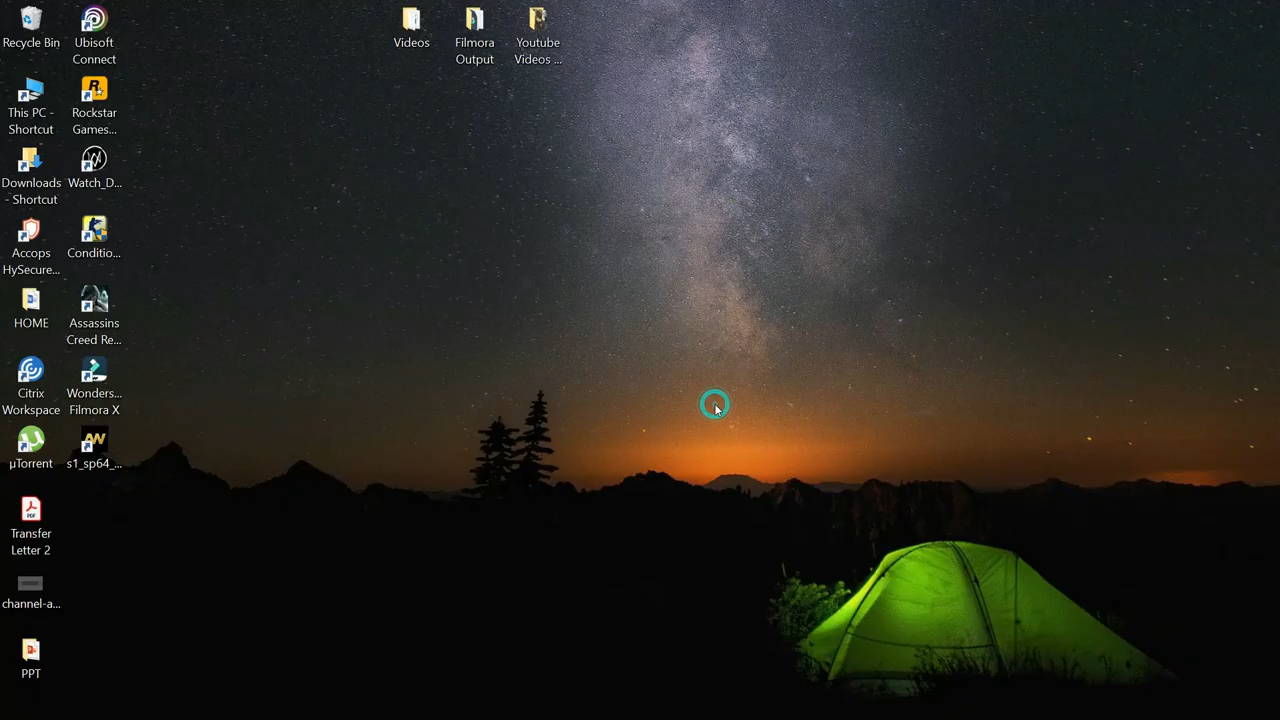 Recycle Bin
Ubisoft
Connect
Videos
Filmora
Output
Youtube
Videos ...
This PC -
Shortcut
Rockstar
Games...
Downloads
- Shortcut
Watch_D...
Accops
HySecure...
Conditio...
HOME
Assassins
Creed Re...
Citrix
Workspace
Wonders...
Filmora X
µTorrent
s1_sp64_...
Transfer
Letter 2
channel-a...
PPT